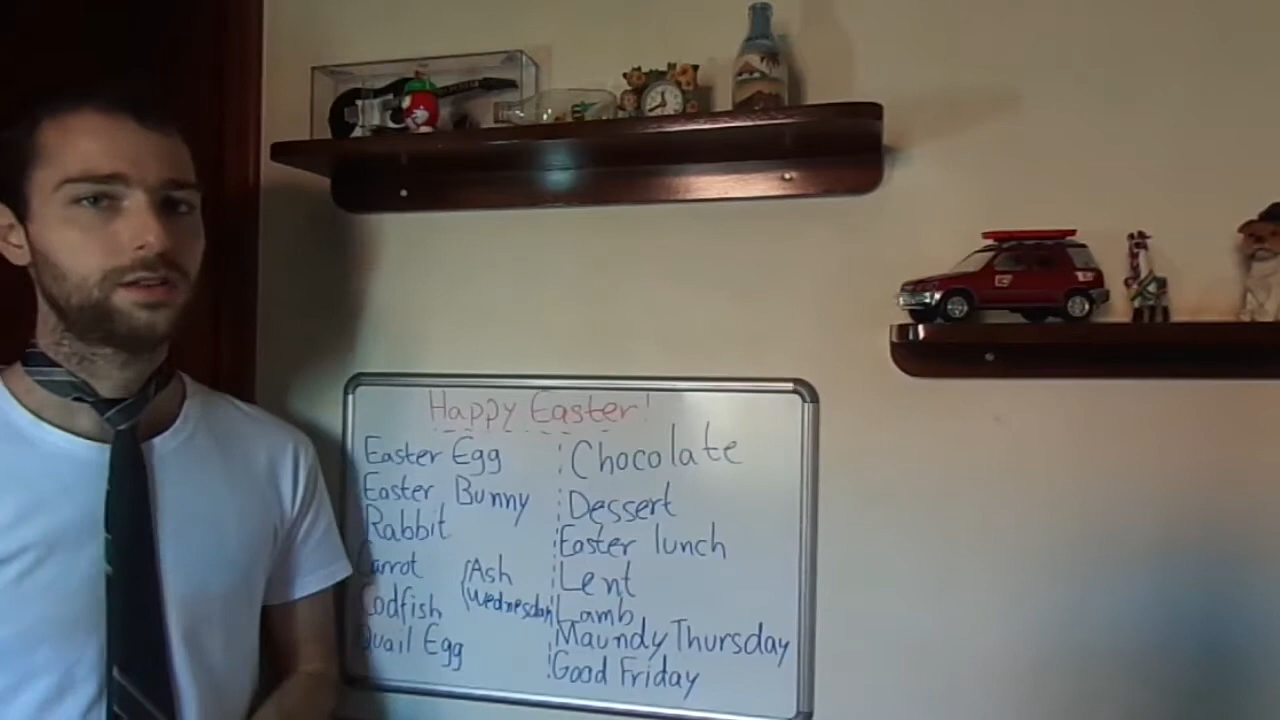 Happy Easter!
Easter Egg
Easter Bunny
Rabbit
Carrot
Codfish
Quail Egg
Ash
Wednesday
Chocolate
Dessert
Easter lunch
Lent
Lamb
Maundy Thursday
Good Friday